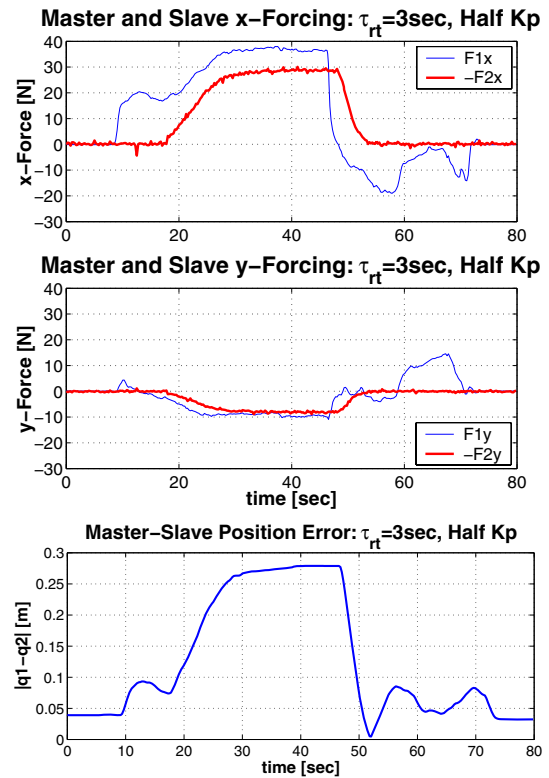 Master and Slave x-Forcing: τrt=3sec, Half Kp
x-Force [N]
40
30
20
10
0
-10
-20
-30
0 20 40 60 80
F1x
-F2x
Master and Slave y-Forcing: τrt=3sec, Half Kp
y-Force [N]
40
30
20
10
0
-10
-20
-30
0 20 40 60 80
F1y
-F2y
time [sec]
Master-Slave Position Error: τrt=3sec, Half Kp
|q1-q2| [m]
0.3
0.25
0.2
0.15
0.1
0.05
0
0 10 20 30 40 50 60 70 80
time [sec]